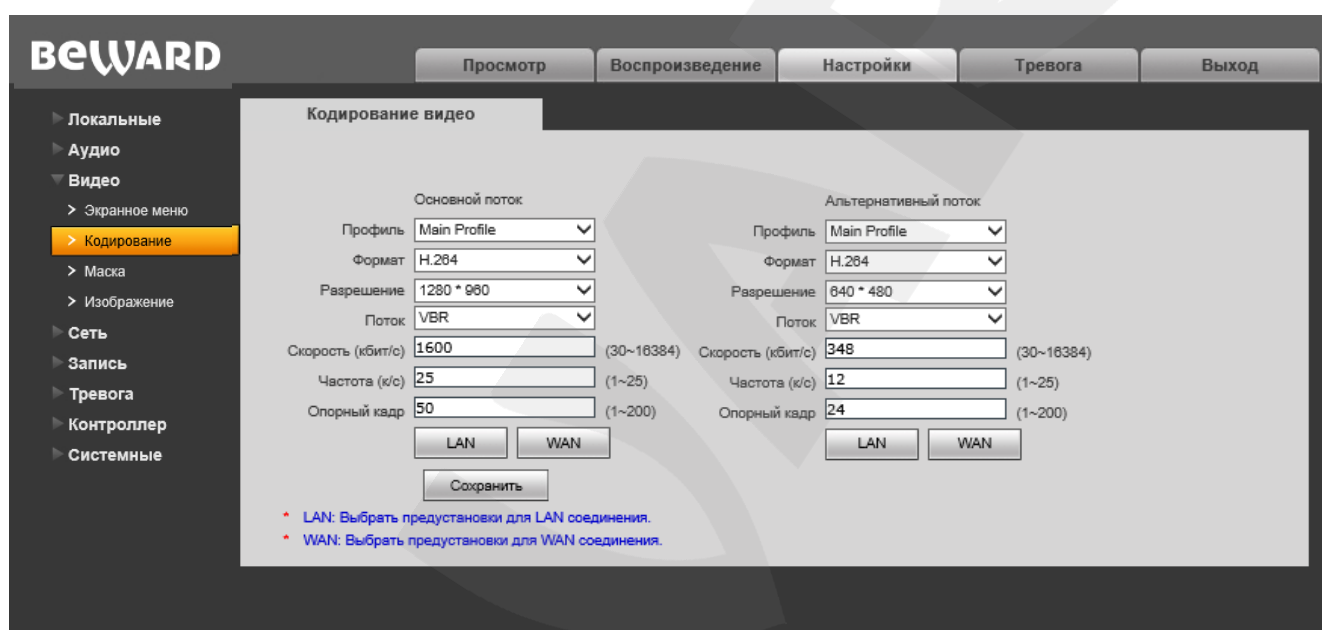 BEWARD
Просмотр Воспроизведение Настройки Тревога Выход
Локальные
Аудио
Видео
> Экранное меню
> Кодирование
> Маска
> Изображение
Сеть
Запись
Тревога
Контроллер
Системные
Кодирование видео
Основной поток
Профиль Main Profile
Формат H.264
Разрешение 1280 * 960
Поток VBR
Скорость (кбит/с) 1600 (30~16384)
Частота (к/с) 25 (1~25)
Опорный кадр 50 (1~200)
LAN WAN
Альтернативный поток
Профиль Main Profile
Формат H.264
Разрешение 640 * 480
Поток VBR
Скорость (кбит/с) 348 (30~16384)
Частота (к/с) 12 (1~25)
Опорный кадр 24 (1~200)
LAN WAN
Сохранить
* LAN: Выбрать предустановки для LAN соединения.
* WAN: Выбрать предустановки для WAN соединения.